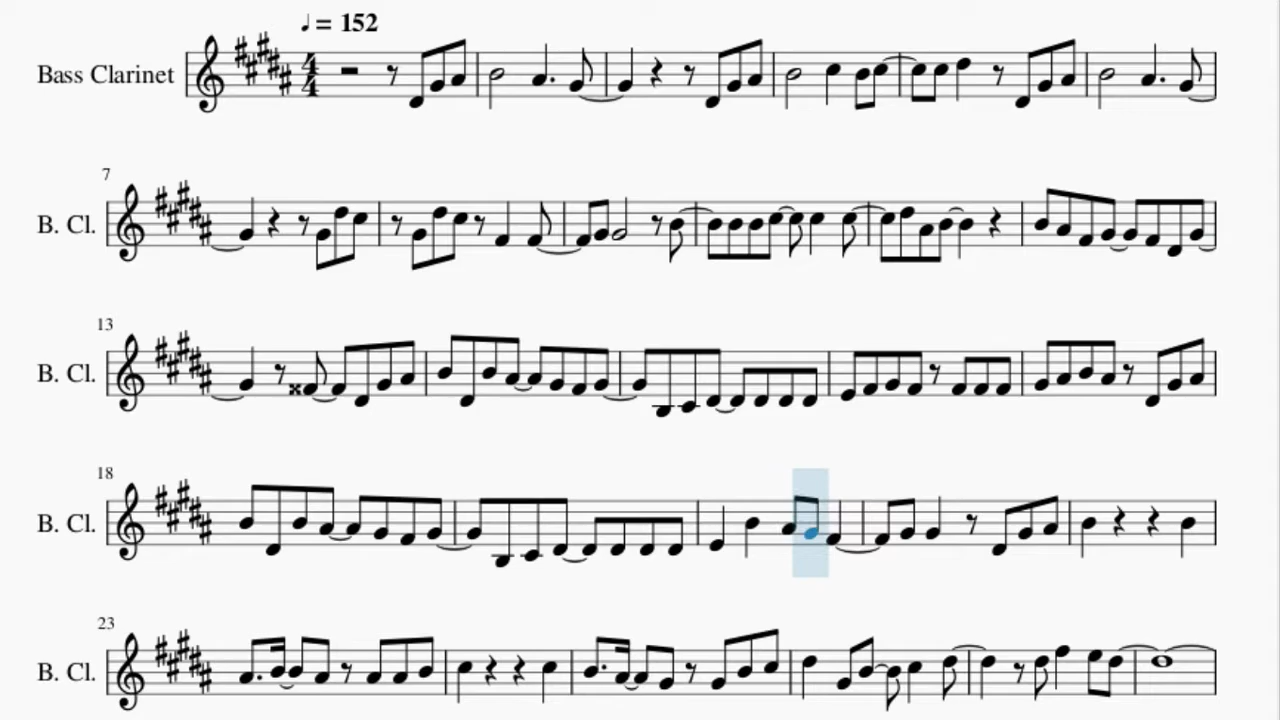 ♩ = 152
Bass Clarinet
4
4
7
B. Cl.
13
B. Cl.
18
B. Cl.
23
B. Cl.